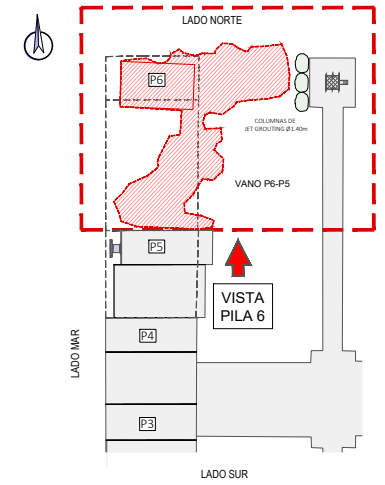 LADO NORTE
P6
COLUMNAS DE
JET GROUTING Ø1.40m
VANO P6-P5
P5
VISTA
PILA 6
P4
LADO MAR
P3
LADO SUR